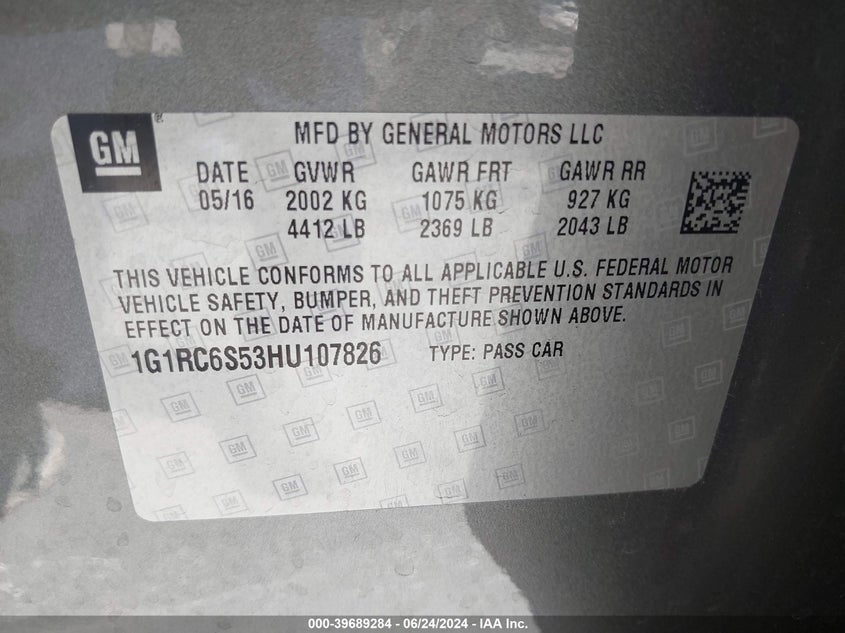 GM
MFD BY GENERAL MOTORS LLC
DATE GVWR GAWR FRT GAWR RR
05/16 2002 KG 1075 KG 927 KG
4412 LB 2369 LB 2043 LB
THIS VEHICLE CONFORMS TO ALL APPLICABLE U.S. FEDERAL MOTOR
VEHICLE SAFETY, BUMPER, AND THEFT PREVENTION STANDARDS IN
EFFECT ON THE DATE OF MANUFACTURE SHOWN ABOVE.
1G1RC6S53HU107826 TYPE: PASS CAR
000-39689284 - 06/24/2024 - IAA Inc.